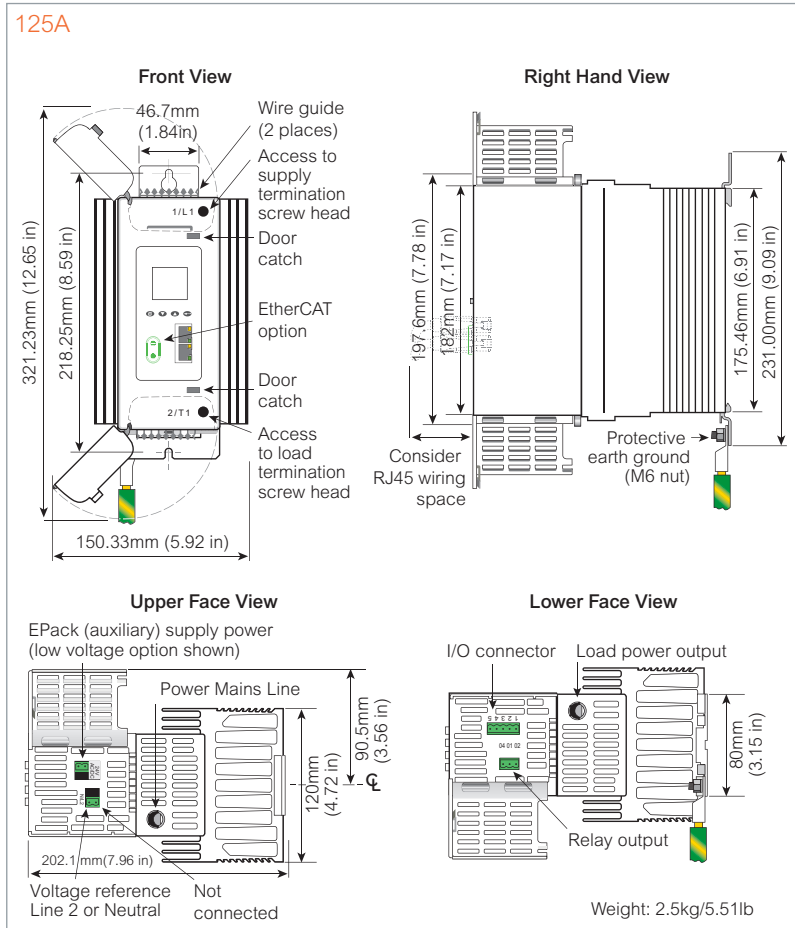 125A
Front View
Right Hand View
46.7mm
(1.84in)
Wire guide
(2 places)
Access to
supply
termination
screw head
Door
catch
EtherCAT
option
Door
catch
Access
to load
termination
screw head
1/L1
2/T1
321.23mm (12.65 in)
218.25mm (8.59 in)
150.33mm (5.92 in)
197.6mm (7.78 in)
182mm (7.17 in)
175.46mm (6.91 in)
231.00mm (9.09 in)
Consider
RJ45 wiring
space
Protective
earth ground
(M6 nut)
Upper Face View
EPack (auxiliary) supply power
(low voltage option shown)
Power Mains Line
90.5mm
(3.56 in)
120mm
(4.72 in)
202.1 mm(7.96 in)
Voltage reference
Line 2 or Neutral
Not
connected
24V
AC/DC
N/L2
Lower Face View
I/O connector
Load power output
5 4 3 2 1
04 01 02
80mm
(3.15 in)
Relay output
Weight: 2.5kg/5.51lb